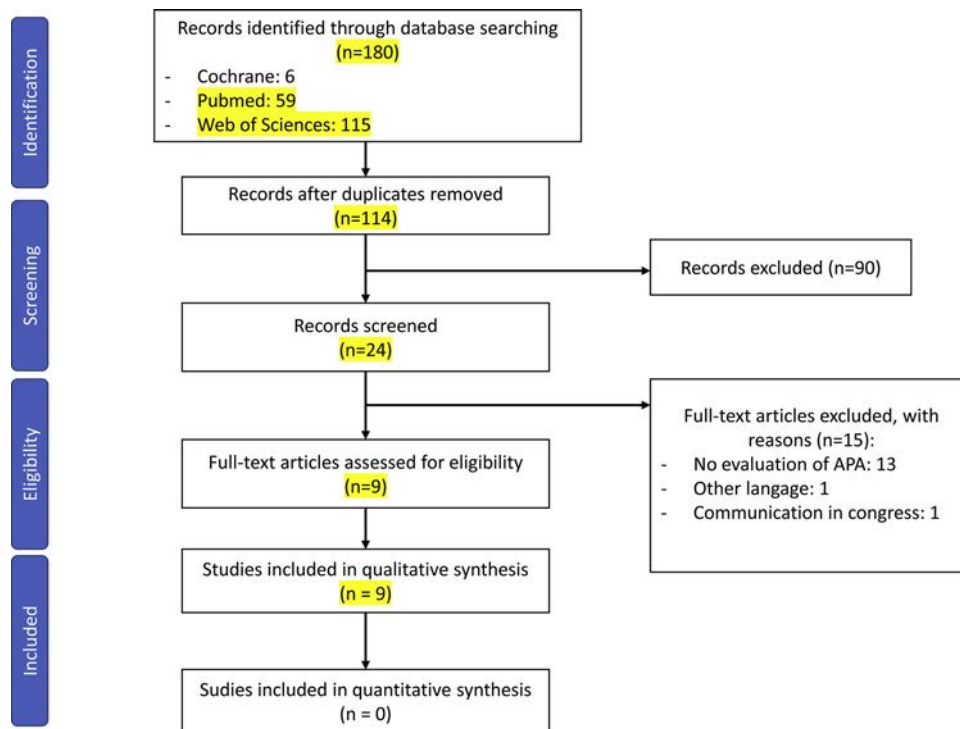 Identification
Records identified through database searching
(n=180)
- Cochrane: 6
- Pubmed: 59
- Web of Sciences: 115
Records after duplicates removed
(n=114)
Screening
Records excluded (n=90)
Records screened
(n=24)
Eligibility
Full-text articles excluded, with
reasons (n=15):
- No evaluation of APA: 13
- Other langage: 1
- Communication in congress: 1
Full-text articles assessed for eligibility
(n=9)
Included
Studies included in qualitative synthesis
(n = 9)
Sudies included in quantitative synthesis
(n = 0)